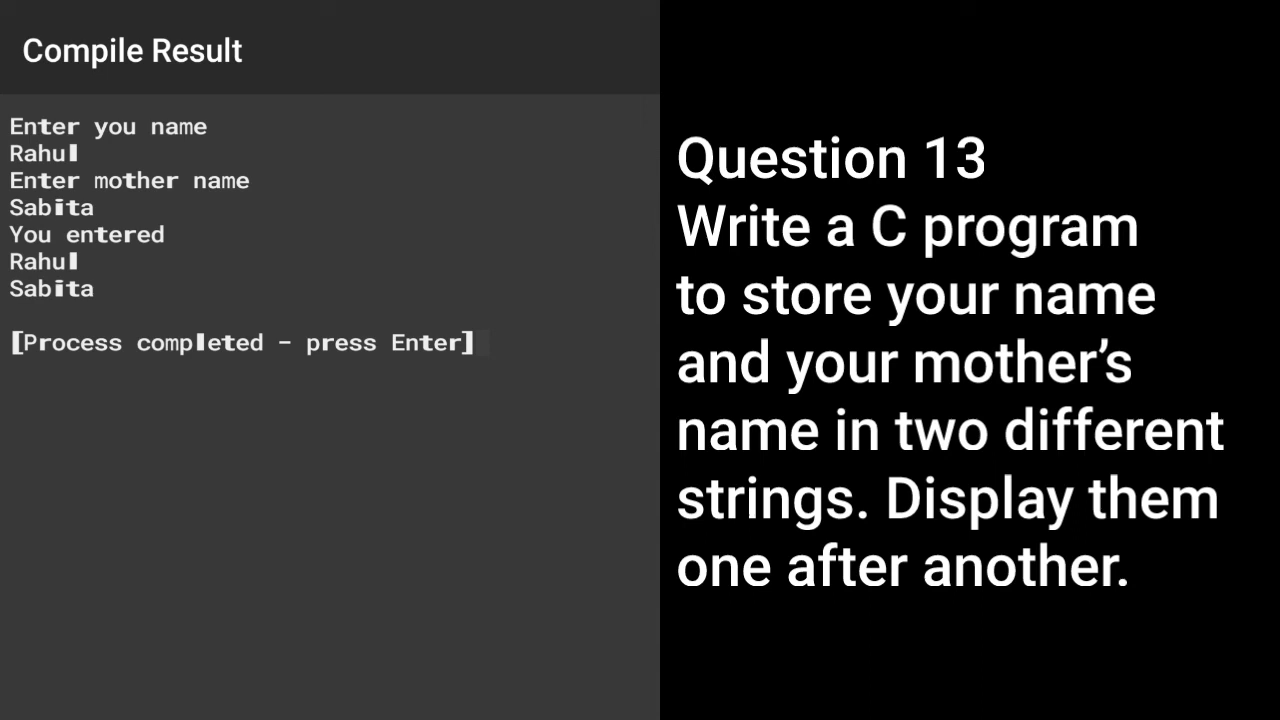 Compile Result
Enter you name
Rahul
Enter mother name
Sabita
You entered
Rahul
Sabita
[Process completed - press Enter]
Question 13
Write a C program
to store your name
and your mother’s
name in two different
strings. Display them
one after another.